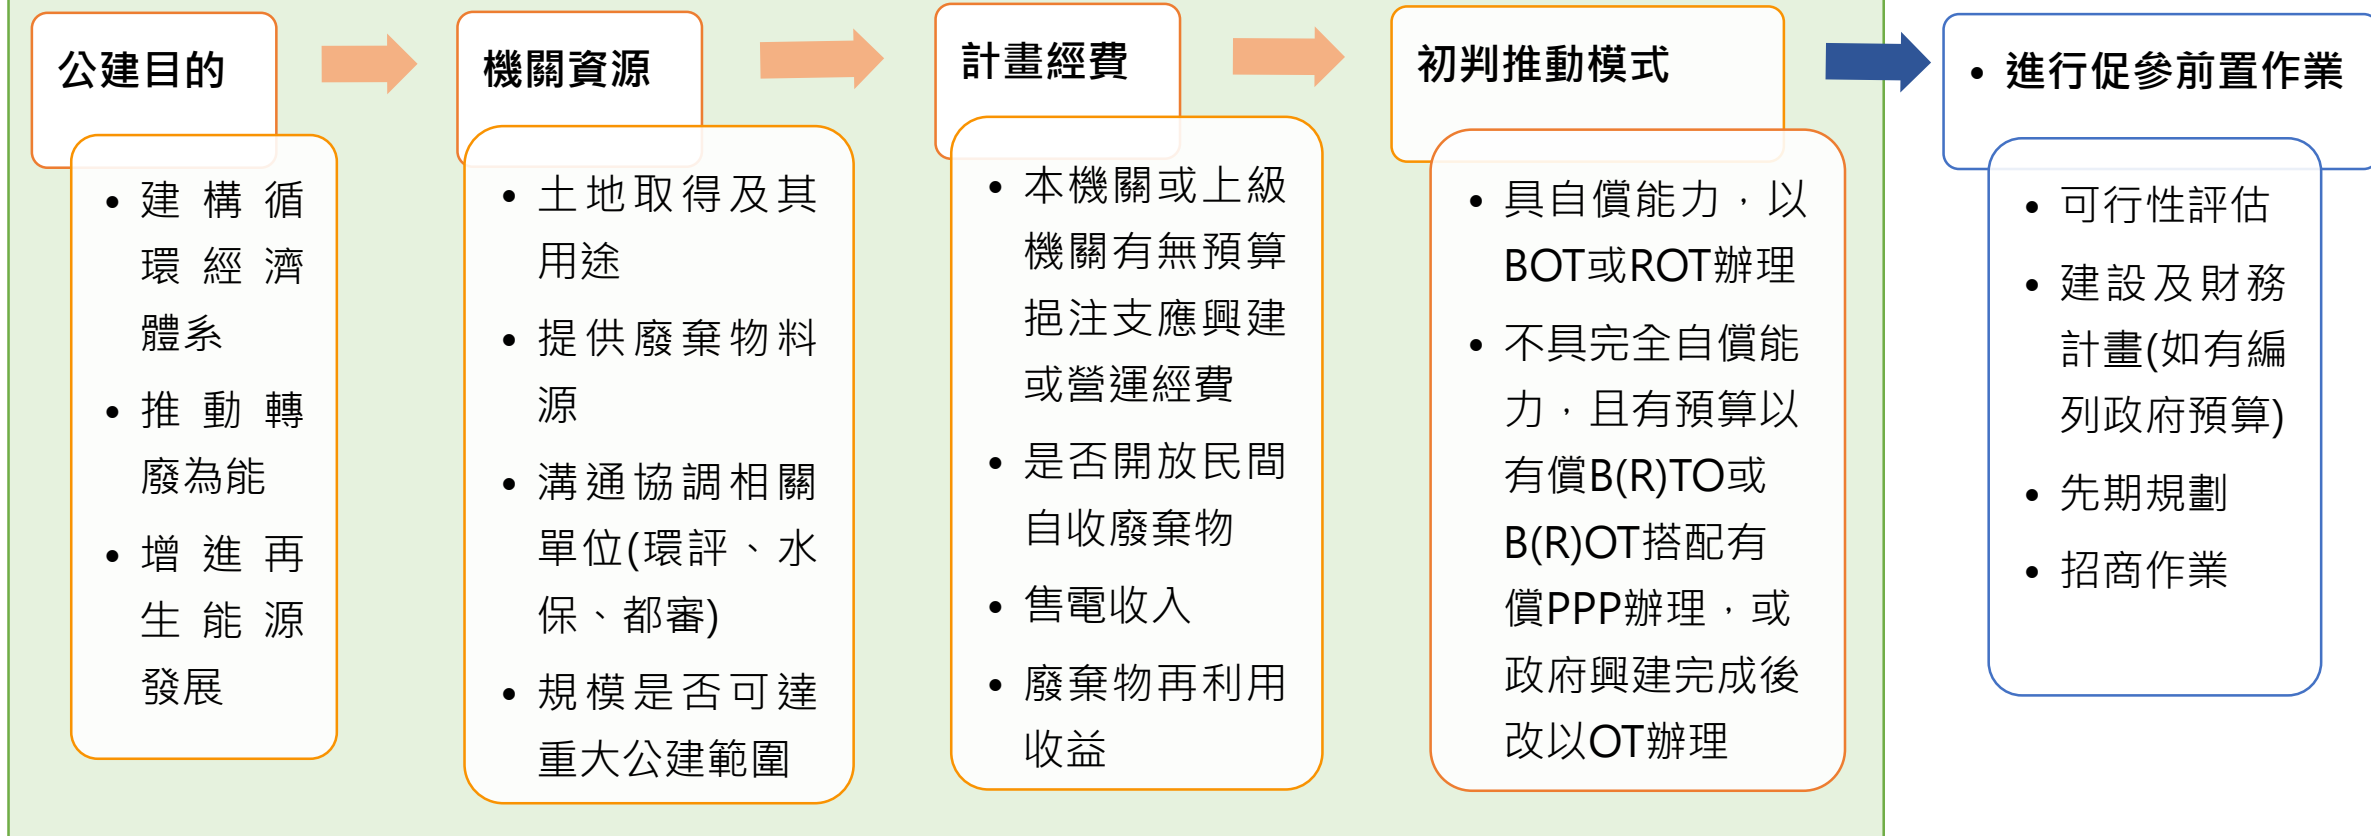 公建目的
• 建構循
環經濟
體系
• 推動轉
廢為能
• 增進再
生能源
發展
機關資源
• 土地取得及其
用途
• 提供廢棄物料
源
• 溝通協調相關
單位(環評、水
保、都審)
• 規模是否可達
重大公建範圍
計畫經費
• 本機關或上級
機關有無預算
挹注支應興建
或營運經費
• 是否開放民間
自收廢棄物
• 售電收入
• 廢棄物再利用
收益
初判推動模式
• 具自償能力，以
BOT或ROT辦理
• 不具完全自償能
力，且有預算以
有償B(R)TO或
B(R)OT搭配有
償PPP辦理，或
政府興建完成後
改以OT辦理
• 進行促參前置作業
• 可行性評估
• 建設及財務
計畫(如有編
列政府預算)
• 先期規劃
• 招商作業